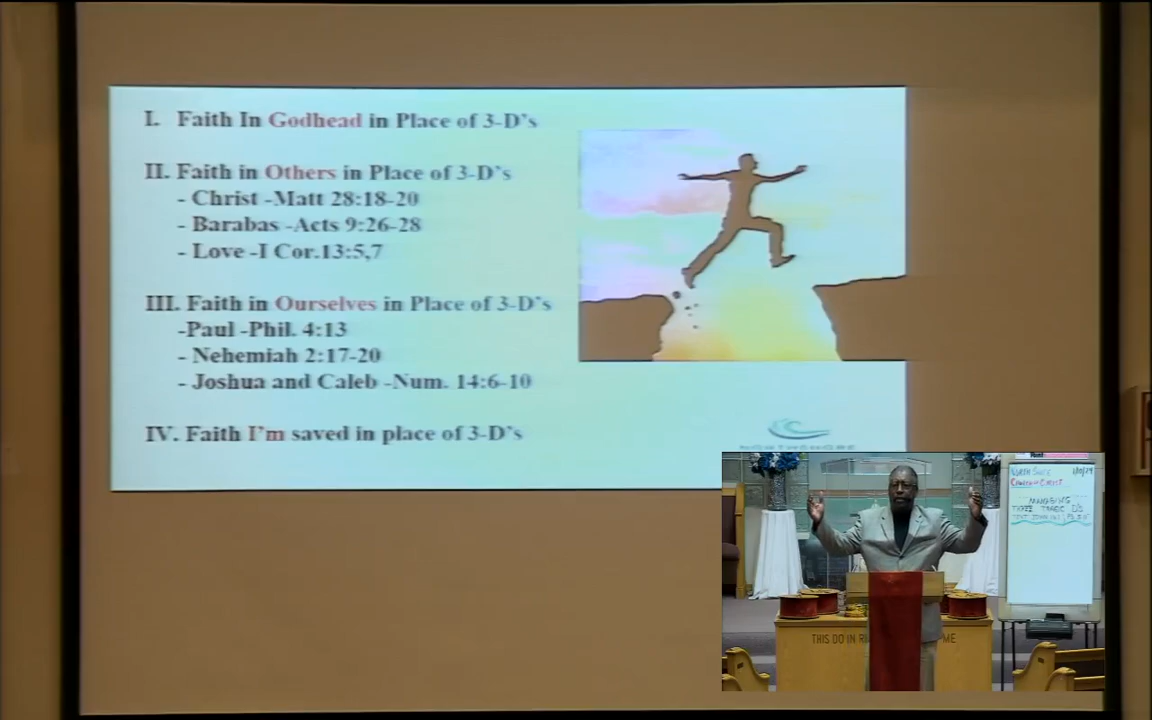 I. Faith In Godhead in Place of 3-D's
II. Faith in Others in Place of 3-D's
- Christ -Matt 28:18-20
- Barabas -Acts 9:26-28
- Love -I Cor.13:5,7
III. Faith in Ourselves in Place of 3-D's
-Paul -Phil. 4:13
- Nehemiah 2:17-20
- Joshua and Caleb -Num. 14:6-10
IV. Faith I'm saved in place of 3-D's
MANAGING
THREE TRAGIC D'S
THIS DO IN
ME